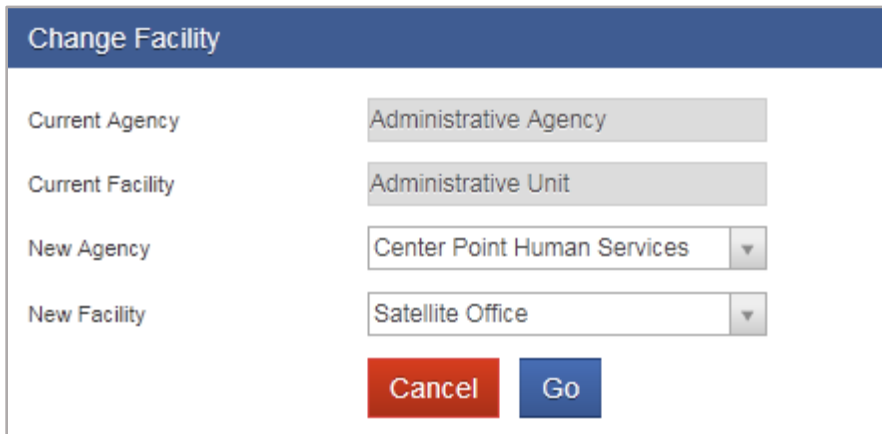 Change Facility
Current Agency Administrative Agency
Current Facility Administrative Unit
New Agency Center Point Human Services
New Facility Satellite Office
Cancel Go